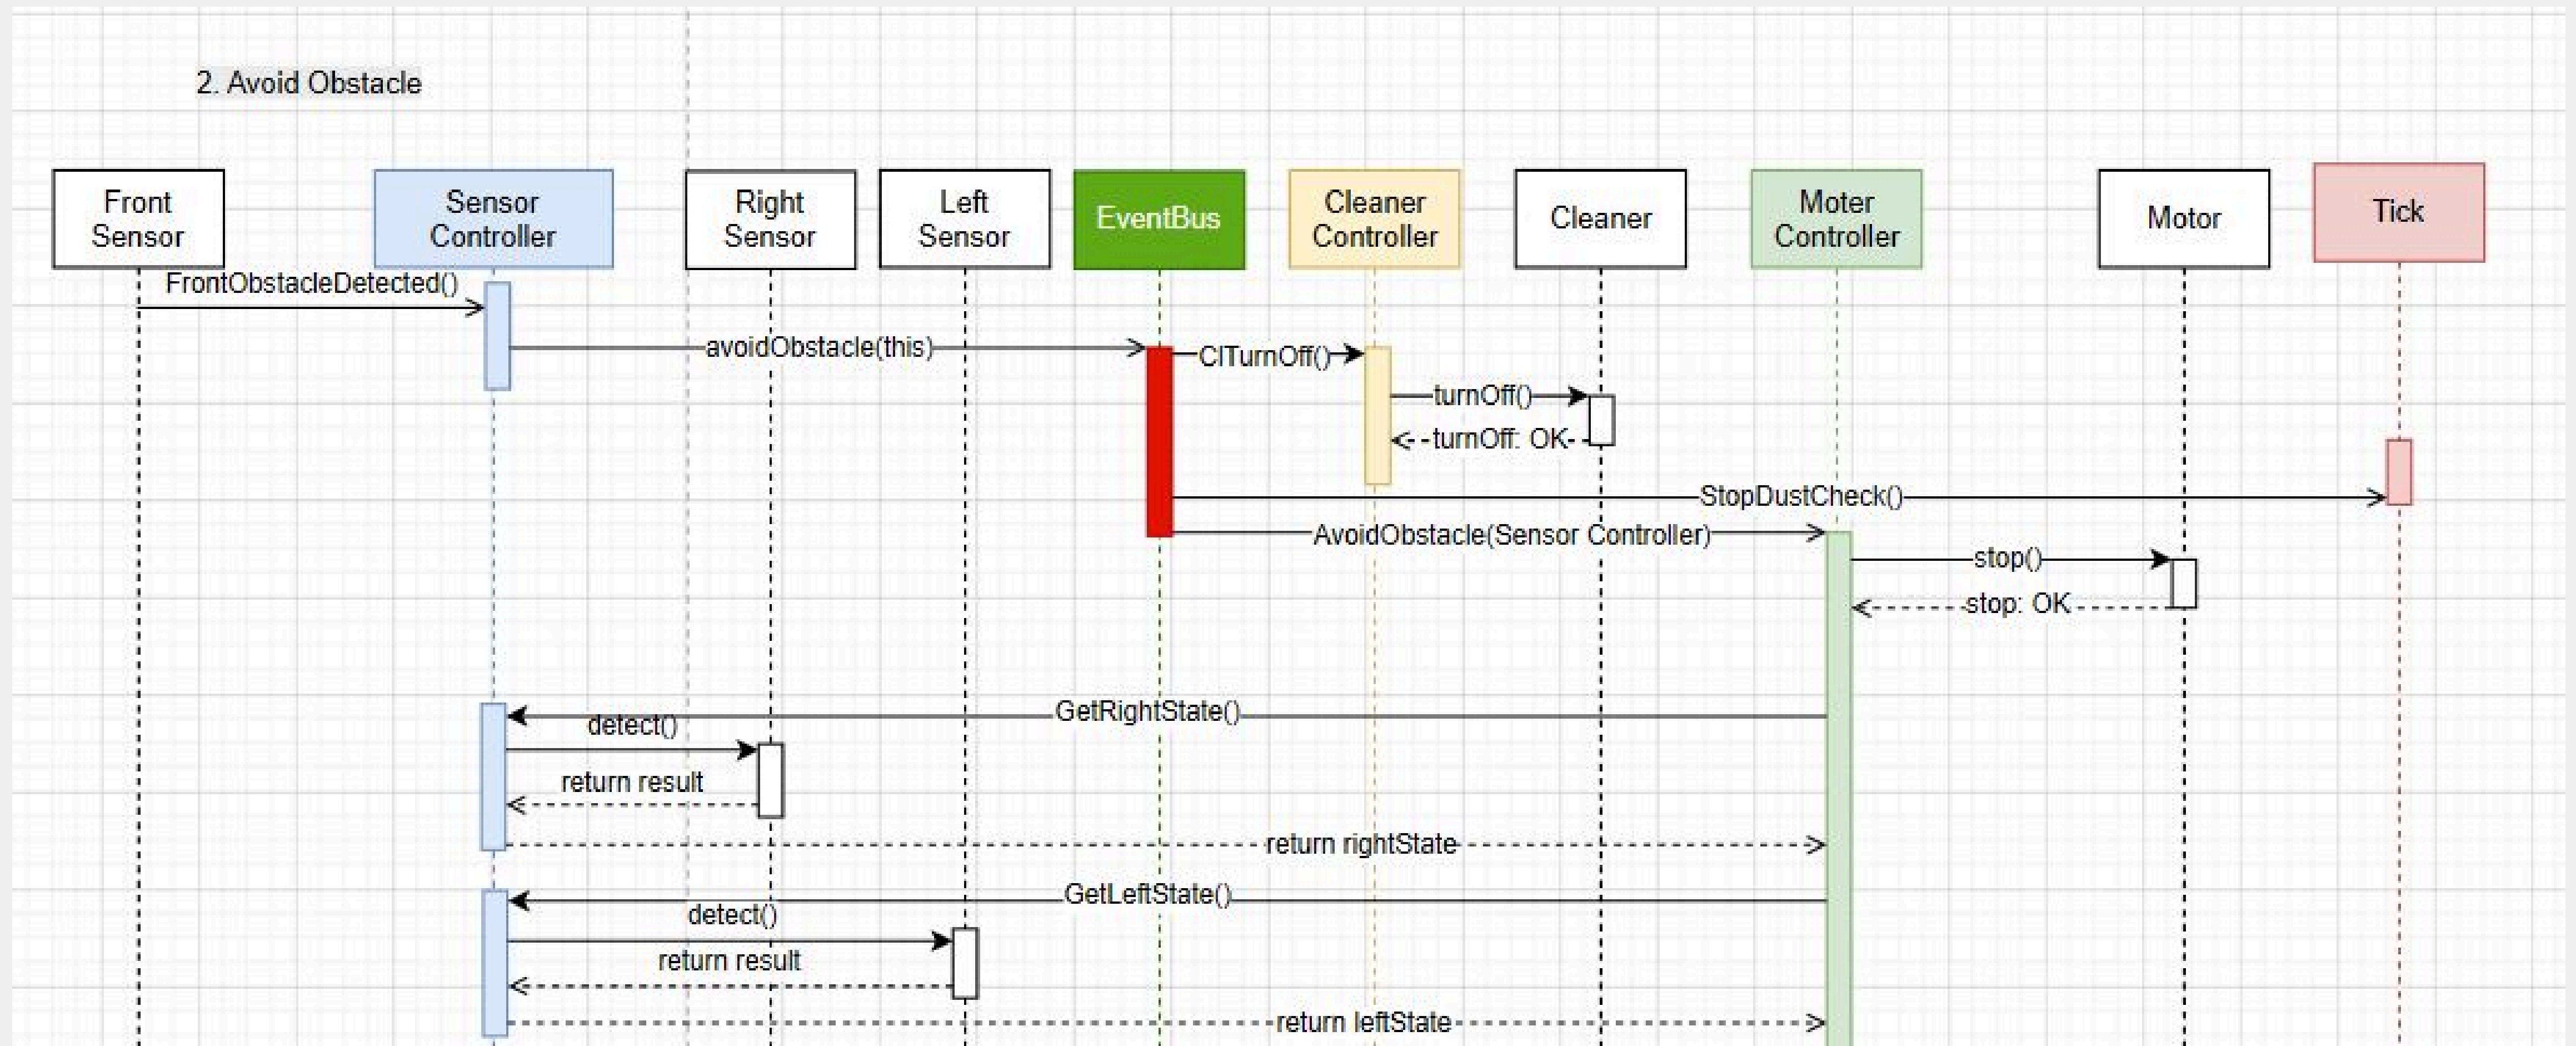 2. Avoid Obstacle
Front
Sensor
Sensor
Controller
Right
Sensor
Left
Sensor
EventBus
Cleaner
Controller
Cleaner
Moter
Controller
Motor
Tick
FrontObstacleDetected()
avoidObstacle(this)
ClTurnOff()
turnOff()
turnOff: OK
StopDustCheck()
AvoidObstacle(Sensor Controller)
stop()
stop: OK
GetRightState()
detect()
return result
return rightState
GetLeftState()
detect()
return result
return leftState